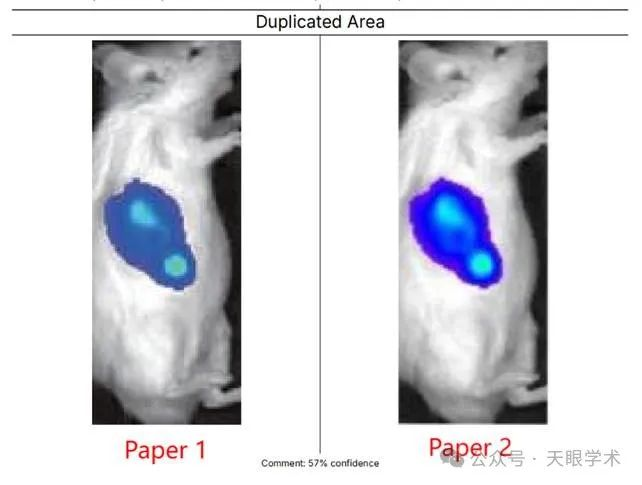 Duplicated Area
Paper 1
Paper 2
Comment: 57% confidence
公众号 · 天眼学术